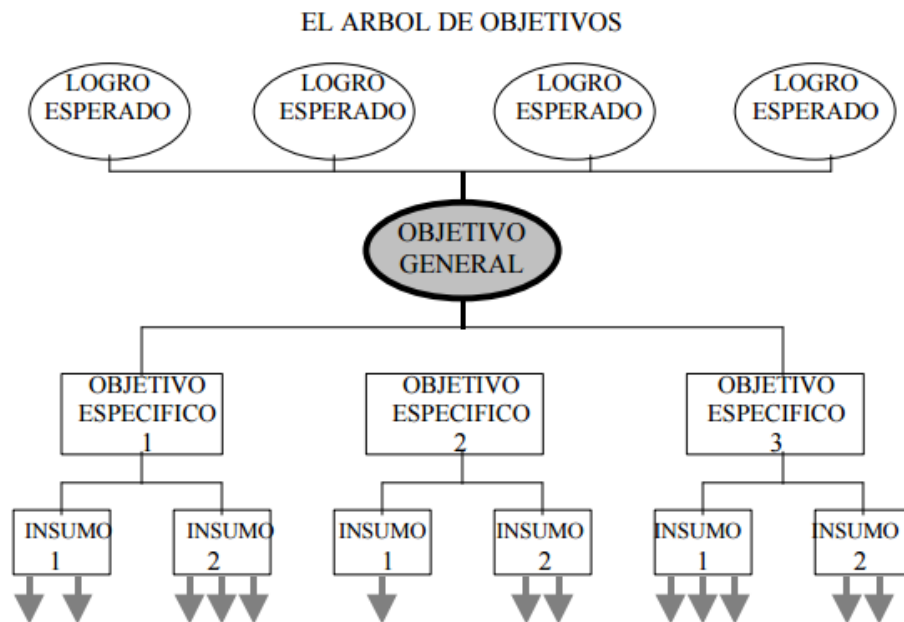 EL ARBOL DE OBJETIVOS
LOGRO
ESPERADO
LOGRO
ESPERADO
LOGRO
ESPERADO
LOGRO
ESPERADO
OBJETIVO
GENERAL
OBJETIVO
ESPECIFICO
1
OBJETIVO
ESPECIFICO
2
OBJETIVO
ESPECIFICO
3
INSUMO
1
INSUMO
2
INSUMO
1
INSUMO
2
INSUMO
1
INSUMO
2